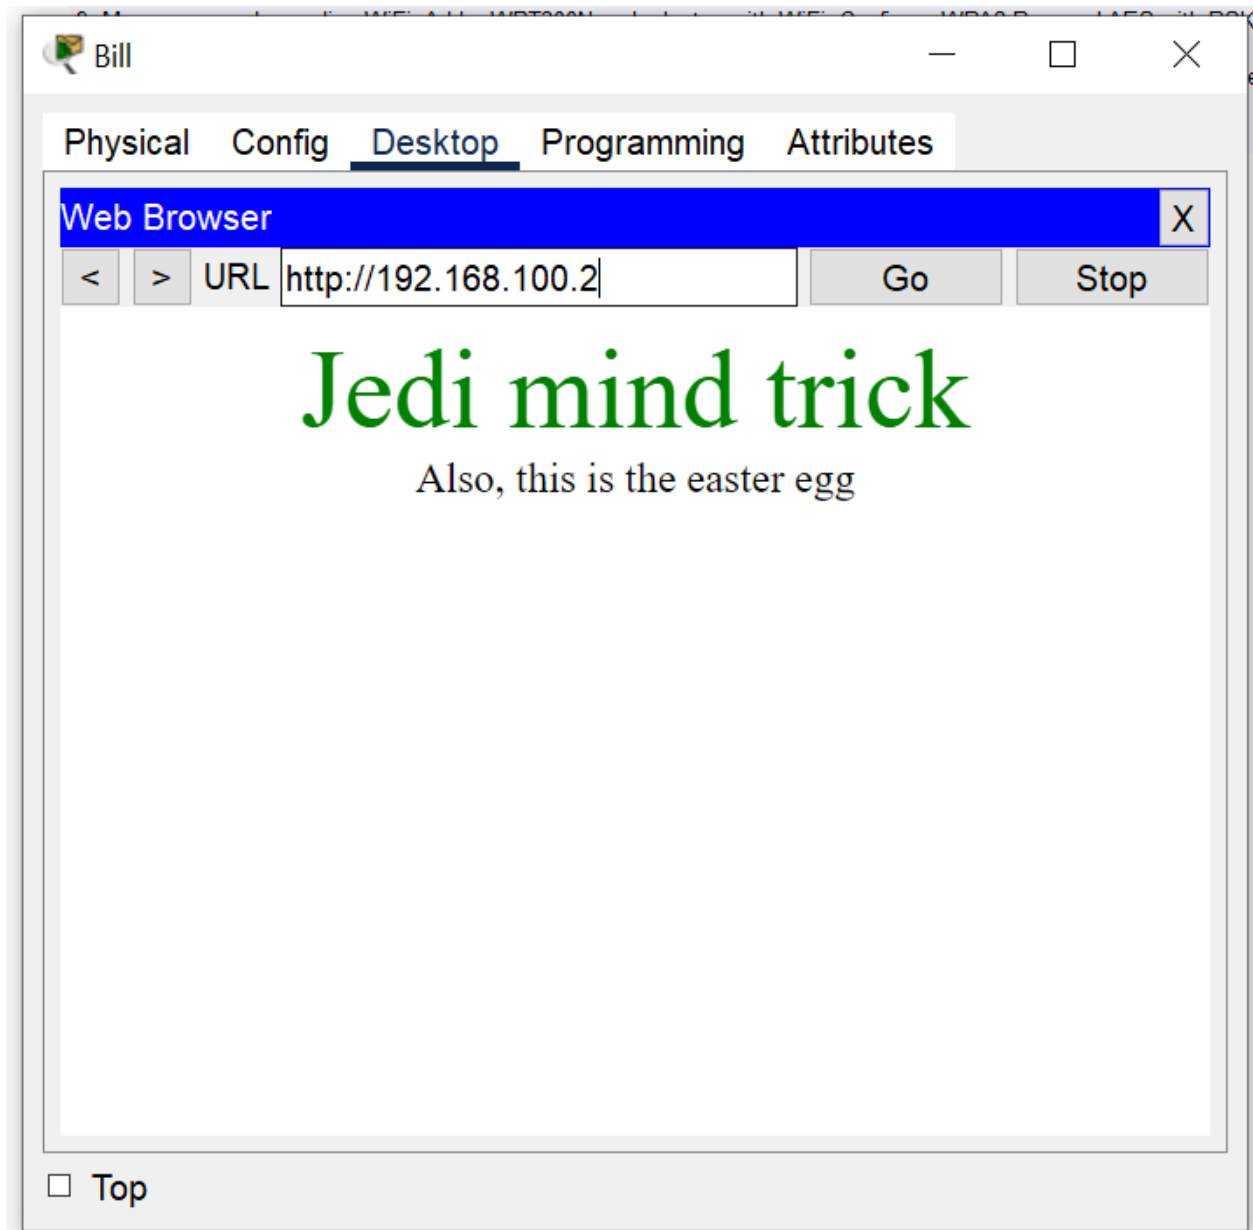 Bill
Physical Config Desktop Programming Attributes
Web Browser X
< > URL http://192.168.100.2 Go Stop
Jedi mind trick
Also, this is the easter egg
Top